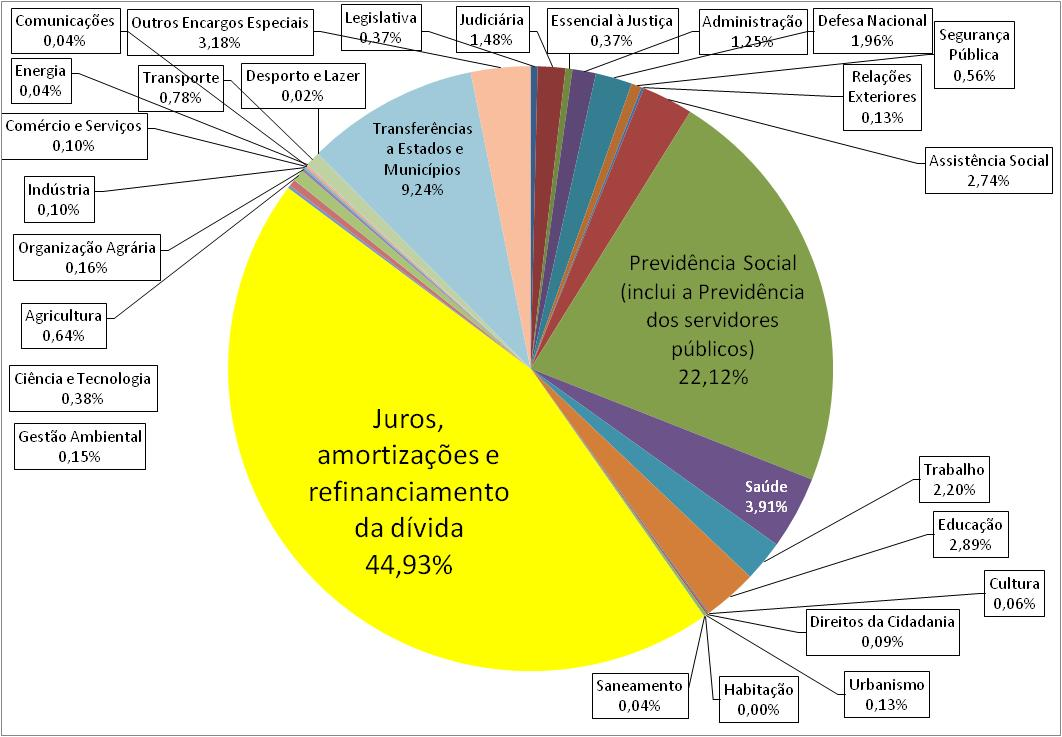 Comunicações
0,04%
Outros Encargos Especiais
3,18%
Legislativa
0,37%
Judiciária
1,48%
Essencial à Justiça
0,37%
Administração
1,25%
Defesa Nacional
1,96%
Segurança
Pública
0,56%
Energia
0,04%
Transporte
0,78%
Desporto e Lazer
0,02%
Relações
Exteriores
0,13%
Comércio e Serviços
0,10%
Transferências
a Estados e
Municípios
9,24%
Assistência Social
2,74%
Indústria
0,10%
Organização Agrária
0,16%
Previdência Social
(inclui a Previdência
dos servidores
públicos)
22,12%
Agricultura
0,64%
Ciência e Tecnologia
0,38%
Gestão Ambiental
0,15%
Juros,
amortizações e
refinanciamento
da dívida
44,93%
Saúde
3,91%
Trabalho
2,20%
Educação
2,89%
Cultura
0,06%
Direitos da Cidadania
0,09%
Urbanismo
0,13%
Habitação
0,00%
Saneamento
0,04%